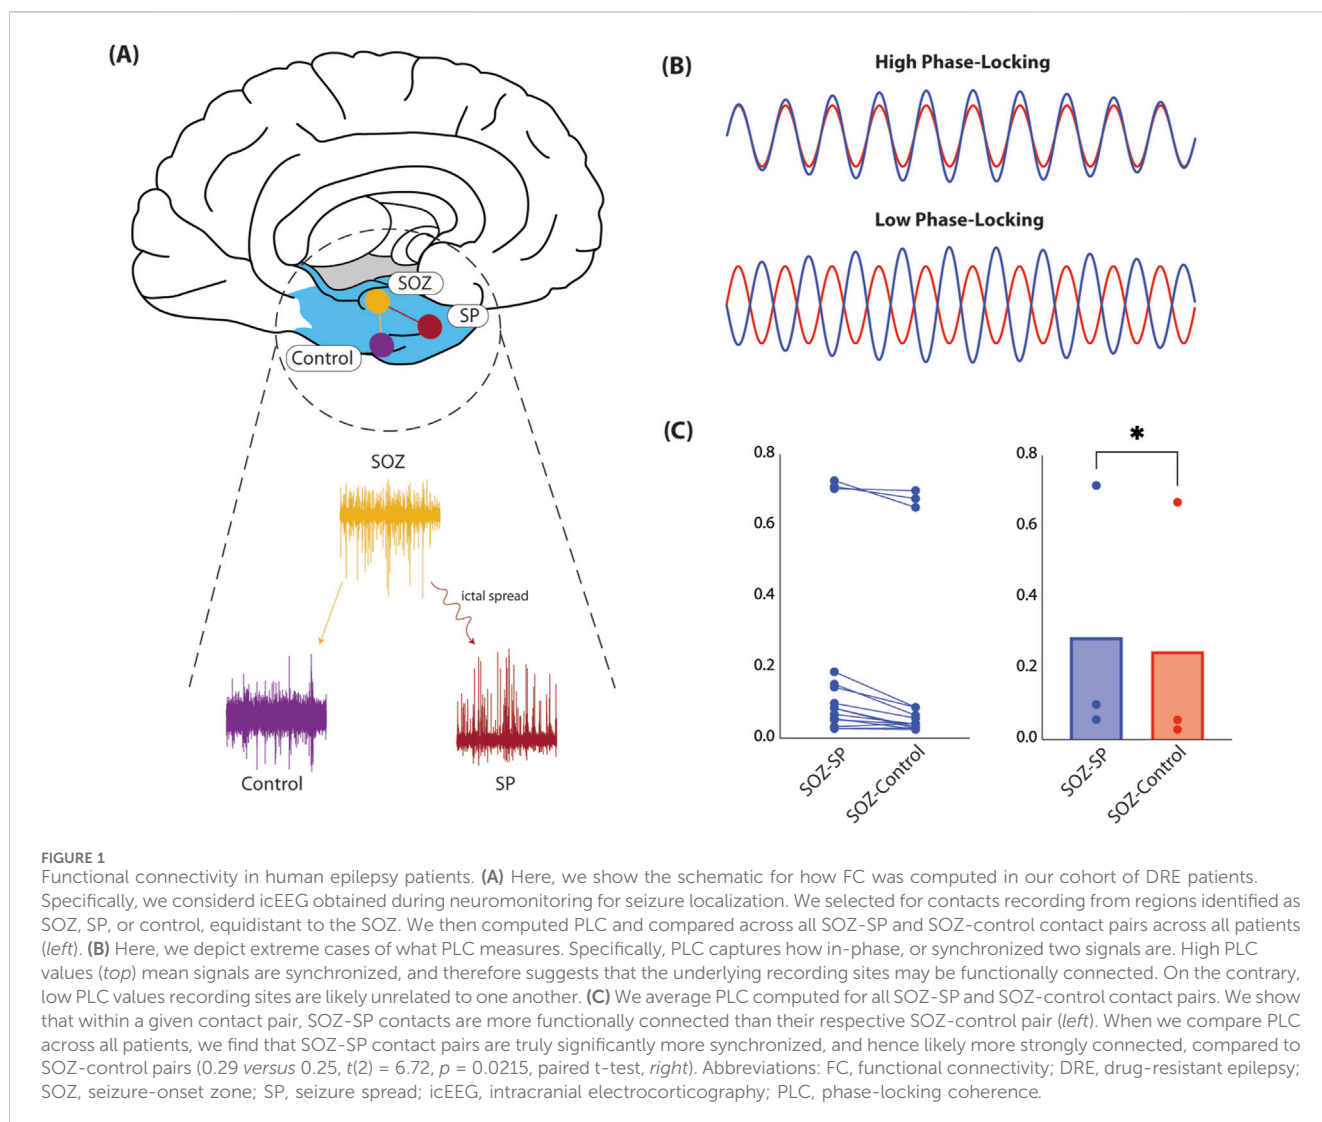 (A)
SOZ
SP
Control
SOZ
ictal spread
Control
SP
(B)
High Phase-Locking
Low Phase-Locking
(C)
0.8
0.6
0.4
0.2
0.0
SOZ-SP
SOZ-Control
0.8
0.6
0.4
0.2
0.0
*
SOZ-SP
SOZ-Control
FIGURE 1
Functional connectivity in human epilepsy patients. (A) Here, we show the schematic for how FC was computed in our cohort of DRE patients.
Specifically, we considerd icEEG obtained during neuromonitoring for seizure localization. We selected for contacts recording from regions identified as
SOZ, SP, or control, equidistant to the SOZ. We then computed PLC and compared across all SOZ-SP and SOZ-control contact pairs across all patients
(left). (B) Here, we depict extreme cases of what PLC measures. Specifically, PLC captures how in-phase, or synchronized two signals are. High PLC
values (top) mean signals are synchronized, and therefore suggests that the underlying recording sites may be functionally connected. On the contrary,
low PLC values recording sites are likely unrelated to one another. (C) We average PLC computed for all SOZ-SP and SOZ-control contact pairs. We show
that within a given contact pair, SOZ-SP contacts are more functionally connected than their respective SOZ-control pair (left). When we compare PLC
across all patients, we find that SOZ-SP contact pairs are truly significantly more synchronized, and hence likely more strongly connected, compared to
SOZ-control pairs (0.29 versus 0.25, t(2) = 6.72, p = 0.0215, paired t-test, right). Abbreviations: FC, functional connectivity; DRE, drug-resistant epilepsy;
SOZ, seizure-onset zone; SP, seizure spread; icEEG, intracranial electrocorticography; PLC, phase-locking coherence.